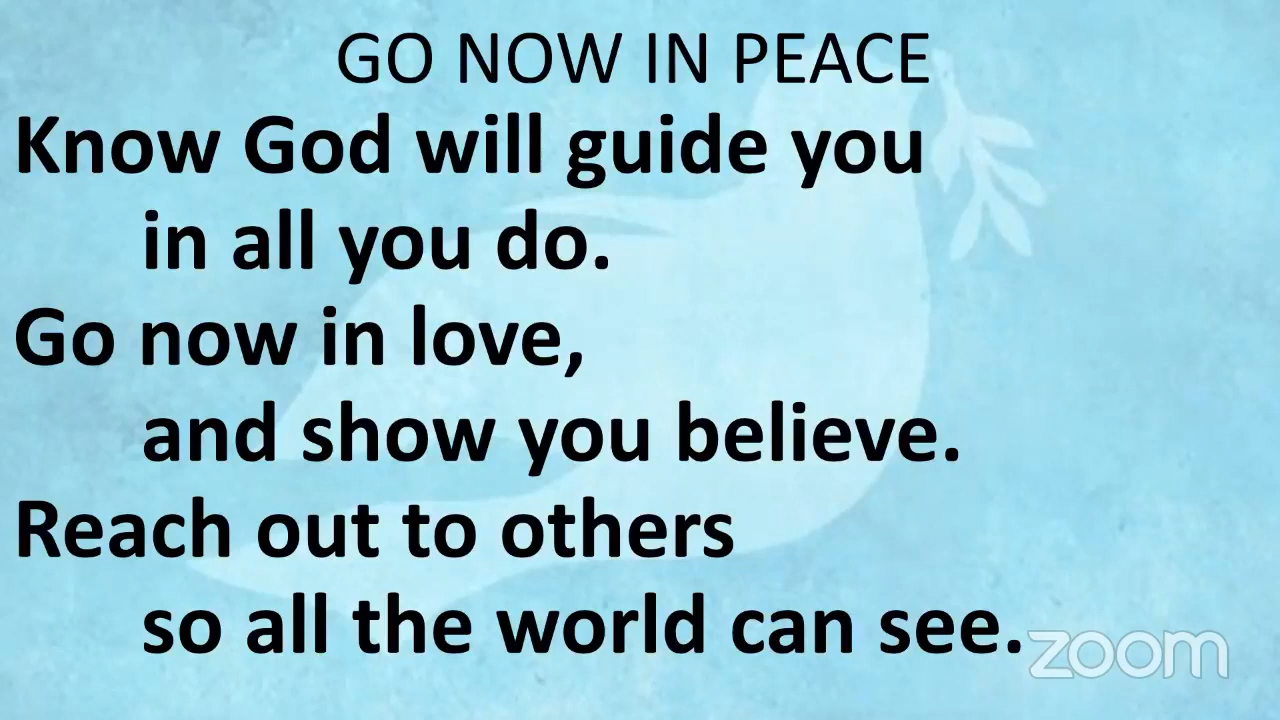 GO NOW IN PEACE
Know God will guide you
in all you do.
Go now in love,
and show you believe.
Reach out to others
so all the world can see.
zoom